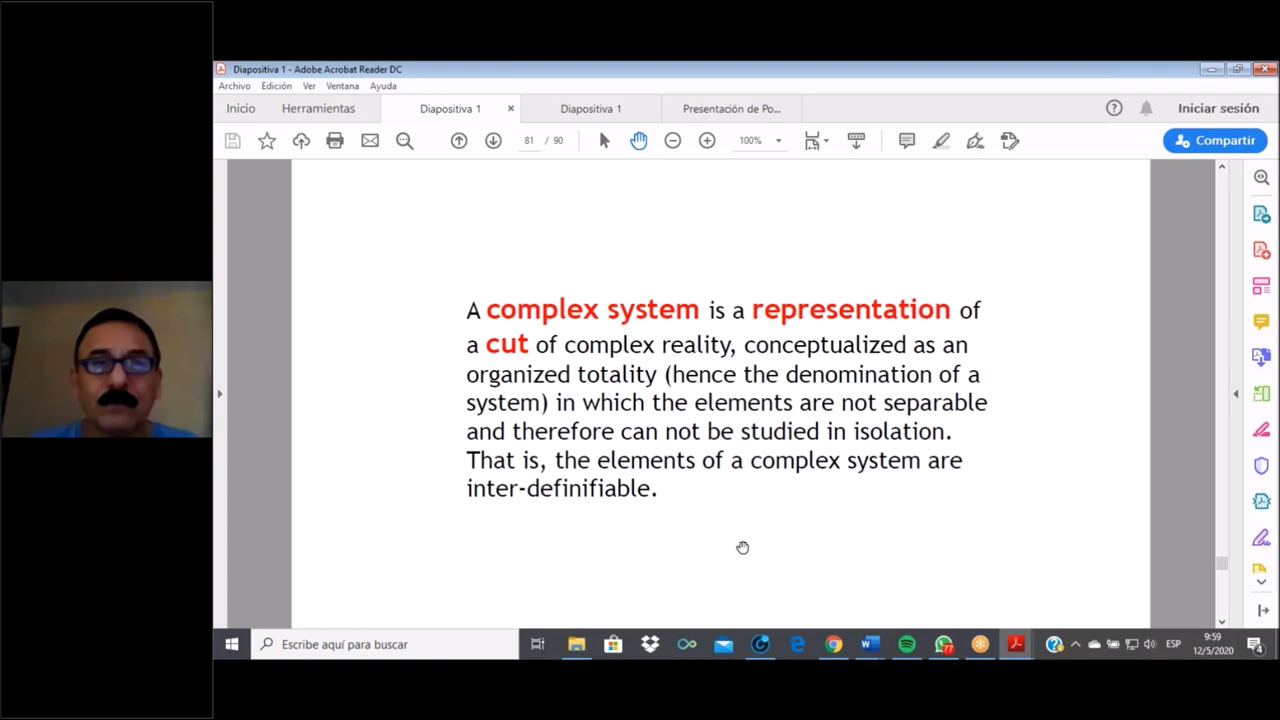 Diapositiva 1 - Adobe Acrobat Reader DC
Archivo Edición Ver Ventana Ayuda
Inicio Herramientas Diapositiva 1 × Diapositiva 1 Presentación de Po... Iniciar sesión
81 / 90 100% Compartir
A complex system is a representation of
a cut of complex reality, conceptualized as an
organized totality (hence the denomination of a
system) in which the elements are not separable
and therefore can not be studied in isolation.
That is, the elements of a complex system are
inter-definifiable.
Escribe aquí para buscar
77
ESP
9:59
12/5/2020
4